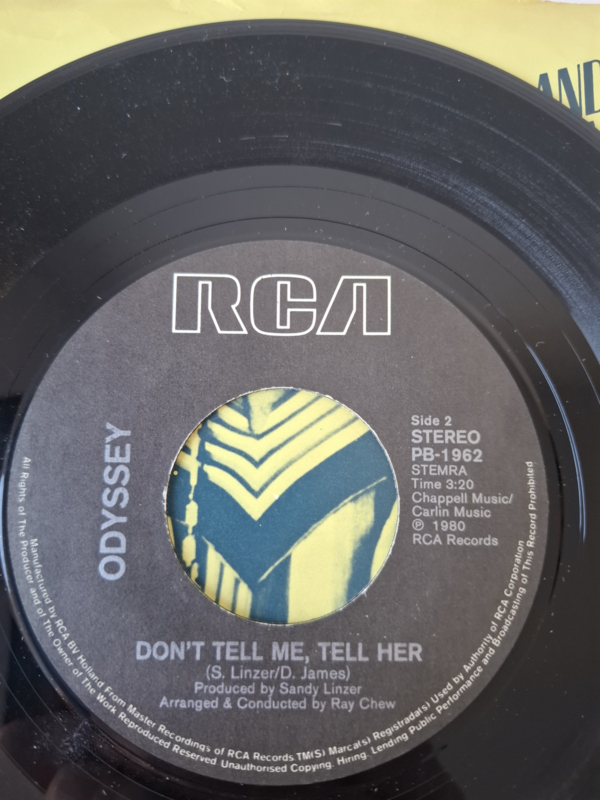 AND
RCA
Side 2
STEREO
PB-1962
STEMRA
Time 3:20
Chappell Music/
Carlin Music
℗ 1980
RCA Records
ODYSSEY
DON'T TELL ME, TELL HER
(S. Linzer/D. James)
Produced by Sandy Linzer
Arranged & Conducted by Ray Chew
Manufactured by RCA BV Holland From Master Recordings of RCA Records TM(S) Marca(s) Registrada(s) Used by Authority of RCA Corporation
All Rights of The Producer and of The Owner of The Work Reproduced Reserved Unauthorised Copying, Hiring, Lending Public Performance and Broadcasting of This Record Prohibited